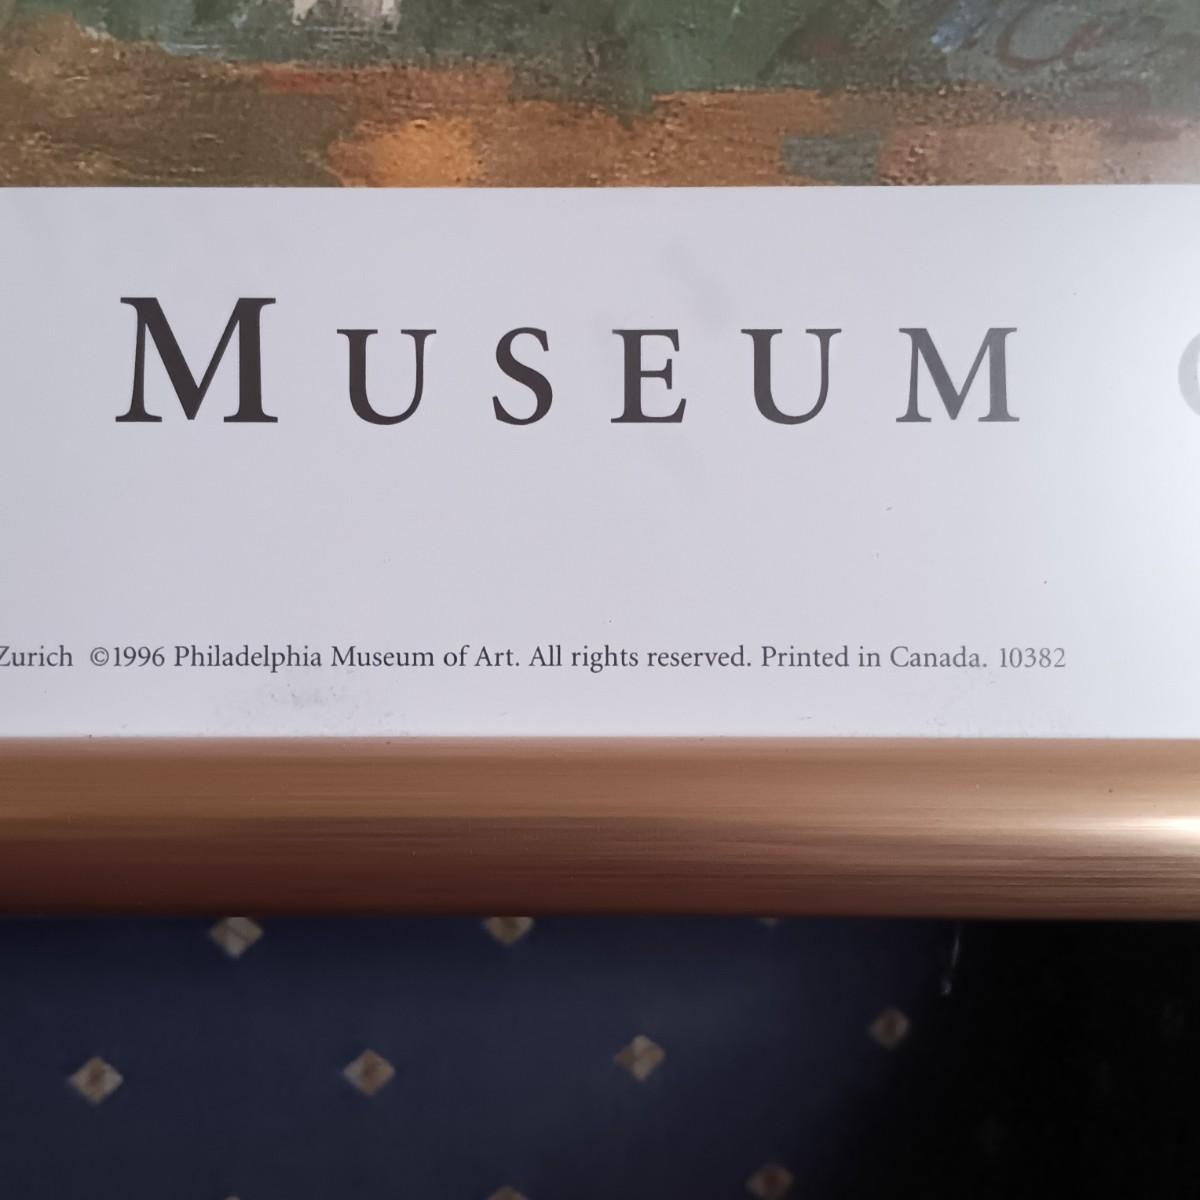 MUSEUM
Zurich ©1996 Philadelphia Museum of Art. All rights reserved. Printed in Canada. 10382